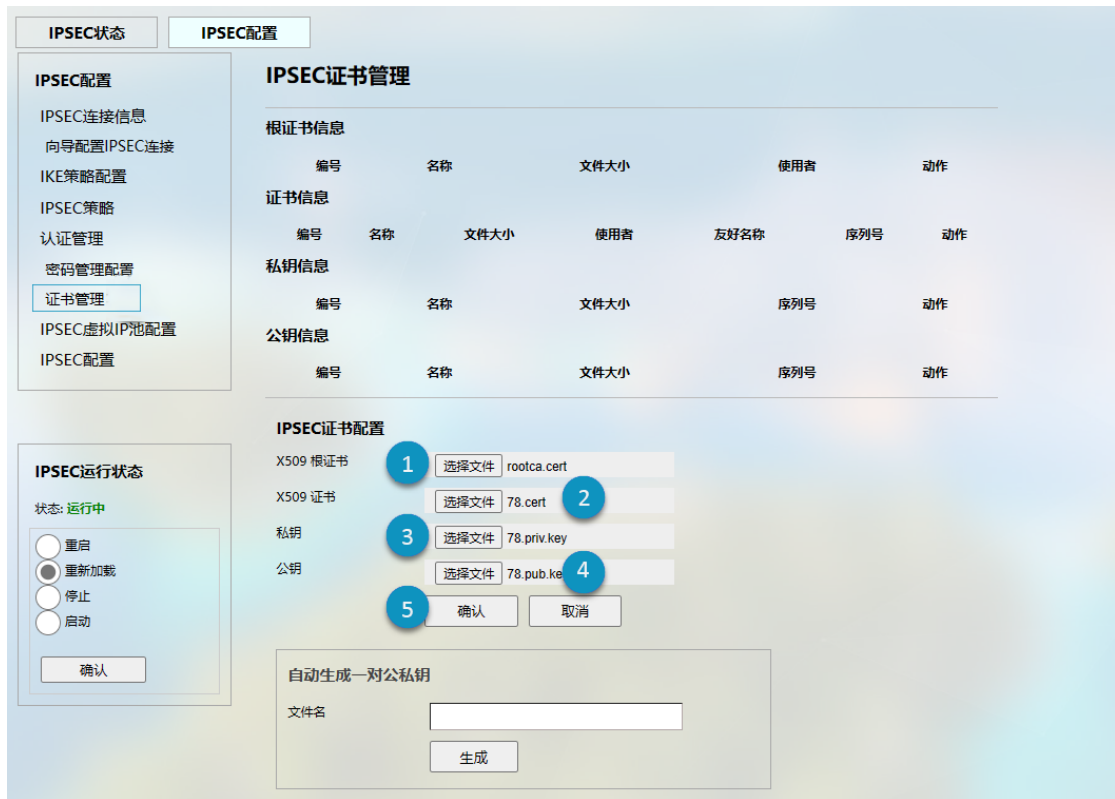 IPSEC状态 IPSEC配置
IPSEC配置
IPSEC连接信息
向导配置IPSEC连接
IKE策略配置
IPSEC策略
认证管理
密码管理配置
证书管理
IPSEC虚拟IP池配置
IPSEC配置
IPSEC运行状态
状态: 运行中
重启
重新加载
停止
启动
确认
IPSEC证书管理
根证书信息
编号 名称 文件大小 使用者 动作
证书信息
编号 名称 文件大小 使用者 友好名称 序列号 动作
私钥信息
编号 名称 文件大小 序列号 动作
公钥信息
编号 名称 文件大小 序列号 动作
IPSEC证书配置
X509 根证书 1 选择文件 rootca.cert
X509 证书 选择文件 78.cert 2
私钥 3 选择文件 78.priv.key
公钥 选择文件 78.pub.ke 4
5 确认 取消
自动生成一对公私钥
文件名
生成